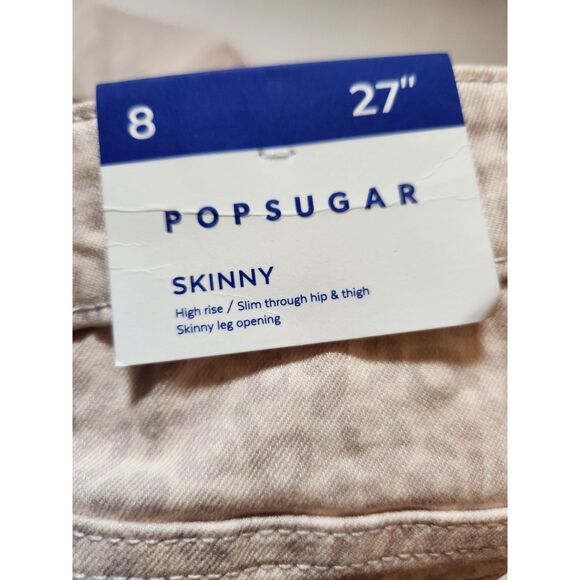 8 27"
POPSUGAR
SKINNY
High rise / Slim through hip & thigh
Skinny leg opening